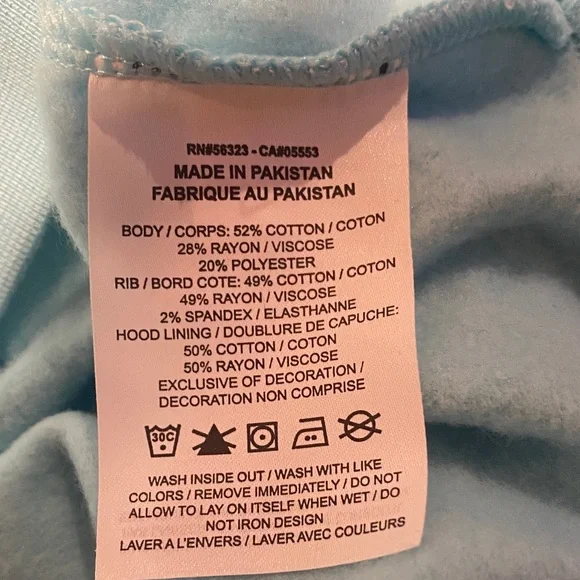 RN#56323 - CA#05553
MADE IN PAKISTAN
FABRIQUE AU PAKISTAN
BODY / CORPS: 52% COTTON / COTON
28% RAYON / VISCOSE
20% POLYESTER
RIB / BORD COTE: 49% COTTON / COTON
49% RAYON / VISCOSE
2% SPANDEX / ELASTHANNE
HOOD LINING / DOUBLURE DE CAPUCHE:
50% COTTON / COTON
50% RAYON / VISCOSE
EXCLUSIVE OF DECORATION /
DECORATION NON COMPRISE
30C
WASH INSIDE OUT / WASH WITH LIKE
COLORS / REMOVE IMMEDIATELY / DO NOT
ALLOW TO LAY ON ITSELF WHEN WET / DO
NOT IRON DESIGN
LAVER A L'ENVERS / LAVER AVEC COULEURS